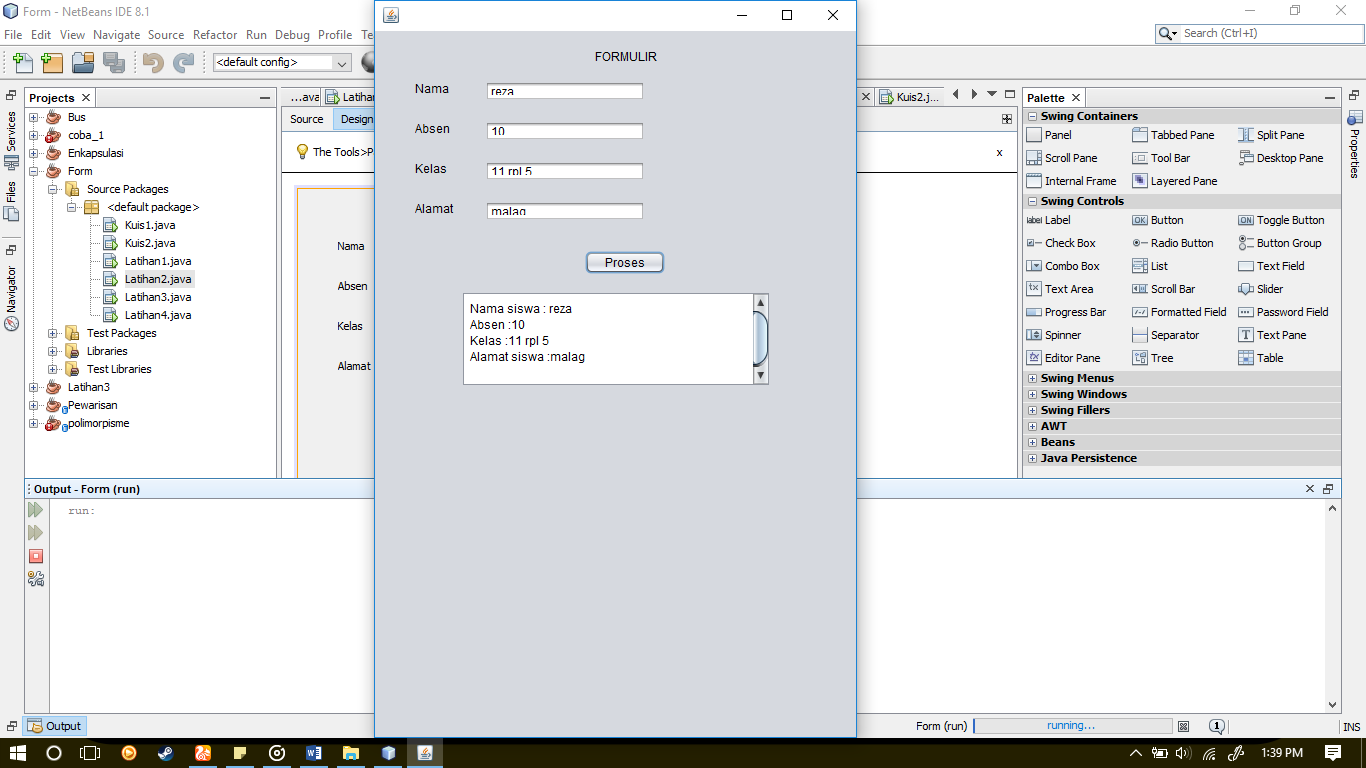 Form - NetBeans IDE 8.1
File Edit View Navigate Source Refactor Run Debug Profile Te
Search (Ctrl+I)
<default config>
Services
Files
Navigator
Projects
Bus
coba_1
Enkapsulasi
Form
Source Packages
<default package>
Kuis1.java
Kuis2.java
Latihan1.java
Latihan2.java
Latihan3.java
Latihan4.java
Test Packages
Libraries
Test Libraries
Latihan3
Pewarisan
polimorpisme
...ava Latihan
Kuis2.j...
Source Design
The Tools>P
x
Nama
Absen
Kelas
Alamat
FORMULIR
Nama reza
Absen 10
Kelas 11 rpl 5
Alamat malag
Proses
Nama siswa : reza
Absen :10
Kelas :11 rpl 5
Alamat siswa :malag
Palette
Swing Containers
Panel Tabbed Pane Split Pane
Scroll Pane Tool Bar Desktop Pane
Internal Frame Layered Pane
Swing Controls
label Label OK Button OK Toggle Button
Check Box Radio Button Button Group
Combo Box List Text Field
Text Area Scroll Bar Slider
Progress Bar Formatted Field Password Field
Spinner Separator Text Pane
Editor Pane Tree Table
Swing Menus
Swing Windows
Swing Fillers
AWT
Beans
Java Persistence
Properties
Output - Form (run)
run:
Output
Form (run) running...
1
INS
1:39 PM